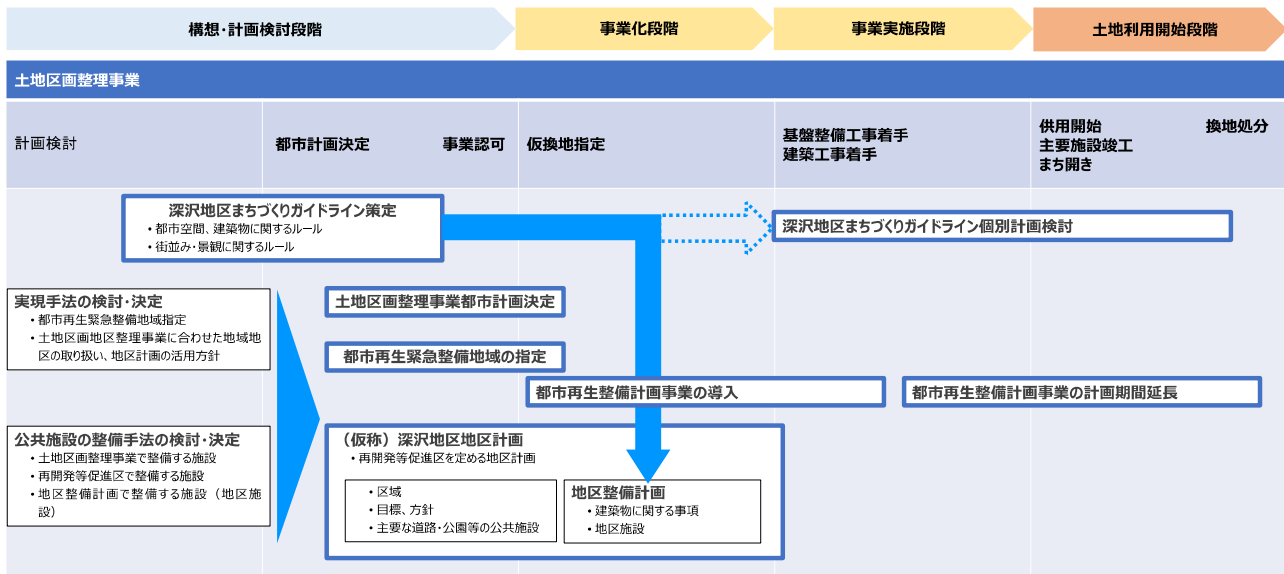 構想・計画検討段階
事業化段階
事業実施段階
土地利用開始段階
土地区画整理事業
計画検討
都市計画決定
事業認可
仮換地指定
基盤整備工事着手
建築工事着手
供用開始
主要施設竣工
まち開き
換地処分
深沢地区まちづくりガイドライン策定
・都市空間、建築物に関するルール
・街並み・景観に関するルール
深沢地区まちづくりガイドライン個別計画検討
実現手法の検討・決定
・都市再生緊急整備地域指定
・土地区画地区整理事業に合わせた地域地
区の取り扱い、地区計画の活用方針
土地区画整理事業都市計画決定
都市再生緊急整備地域の指定
都市再生整備計画事業の導入
都市再生整備計画事業の計画期間延長
公共施設の整備手法の検討・決定
・土地区画整理事業で整備する施設
・再開発等促進区で整備する施設
・地区整備計画で整備する施設（地区施
設）
（仮称）深沢地区地区計画
・再開発等促進区を定める地区計画
・区域
・目標、方針
・主要な道路・公園等の公共施設
地区整備計画
・建築物に関する事項
・地区施設